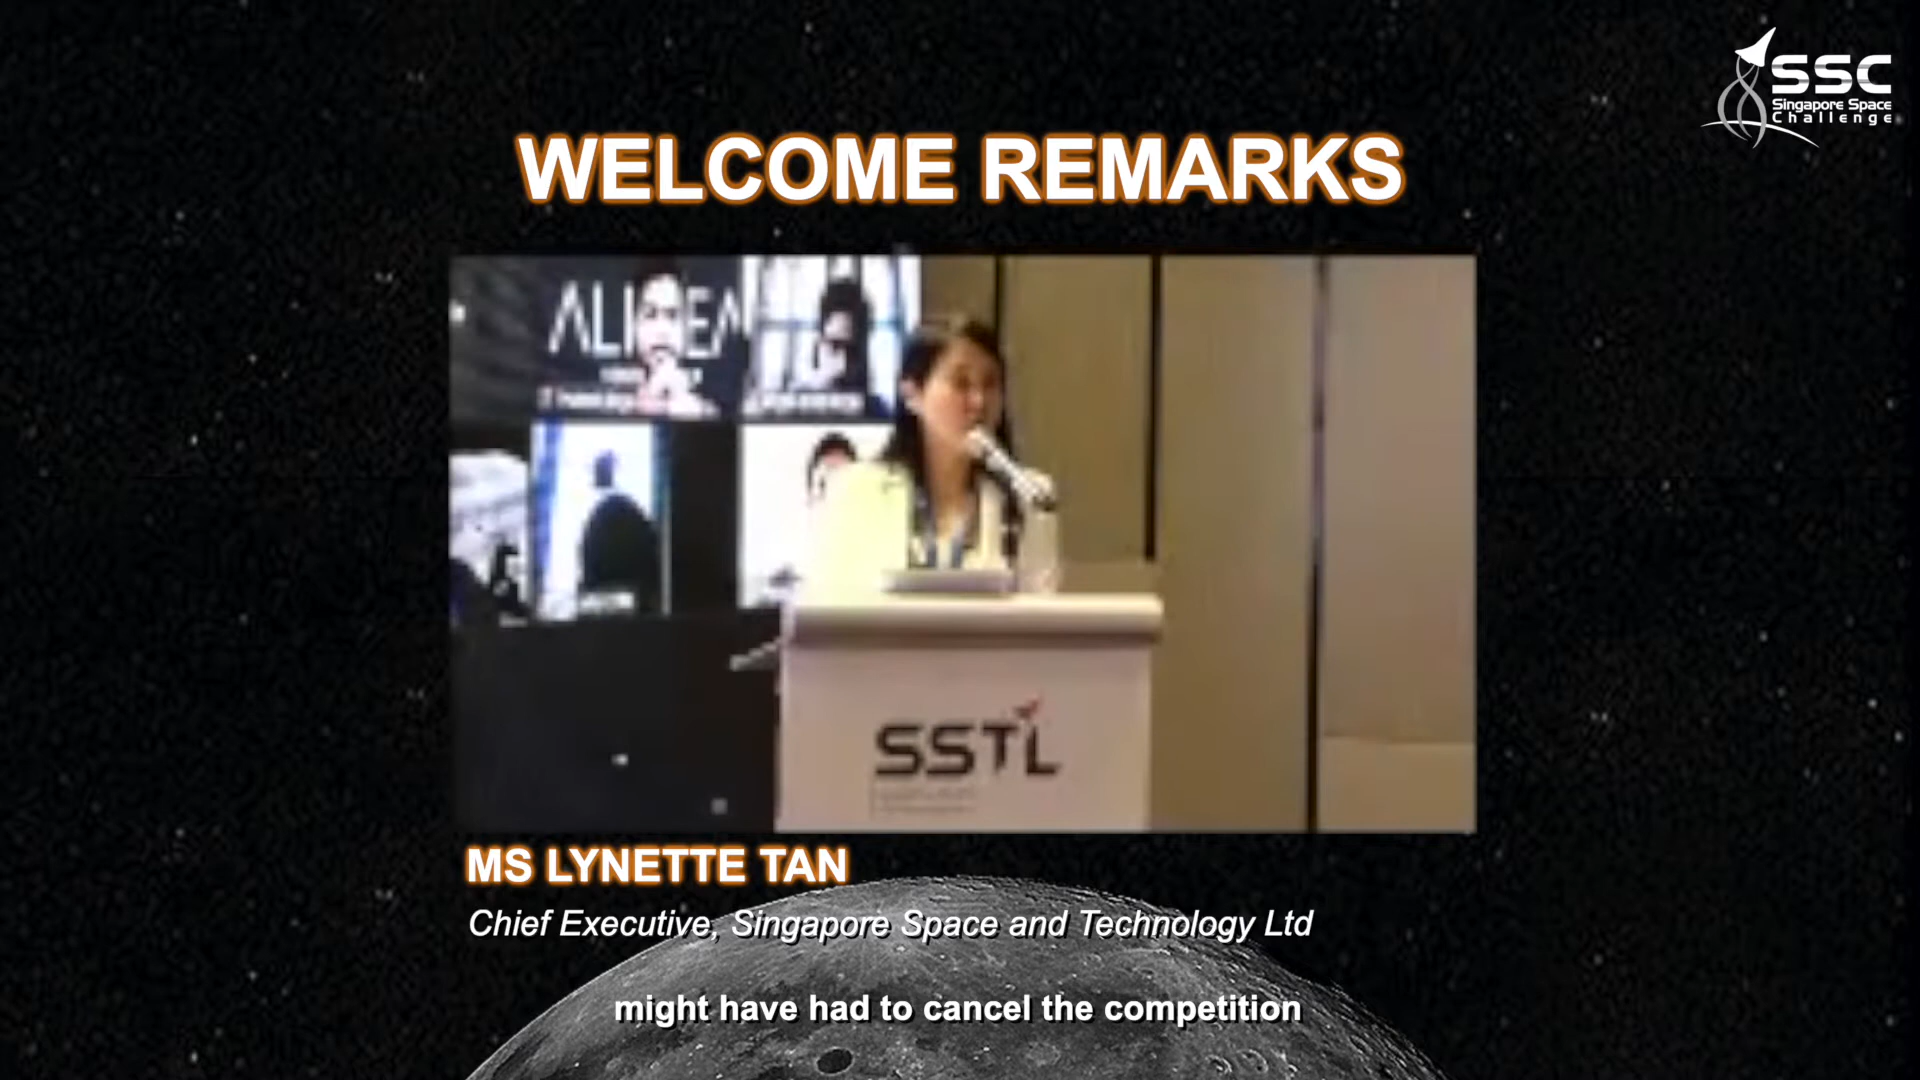 SSC
Singapore Space
Challenge
WELCOME REMARKS
SSTL
MS LYNETTE TAN
Chief Executive, Singapore Space and Technology Ltd
might have had to cancel the competition